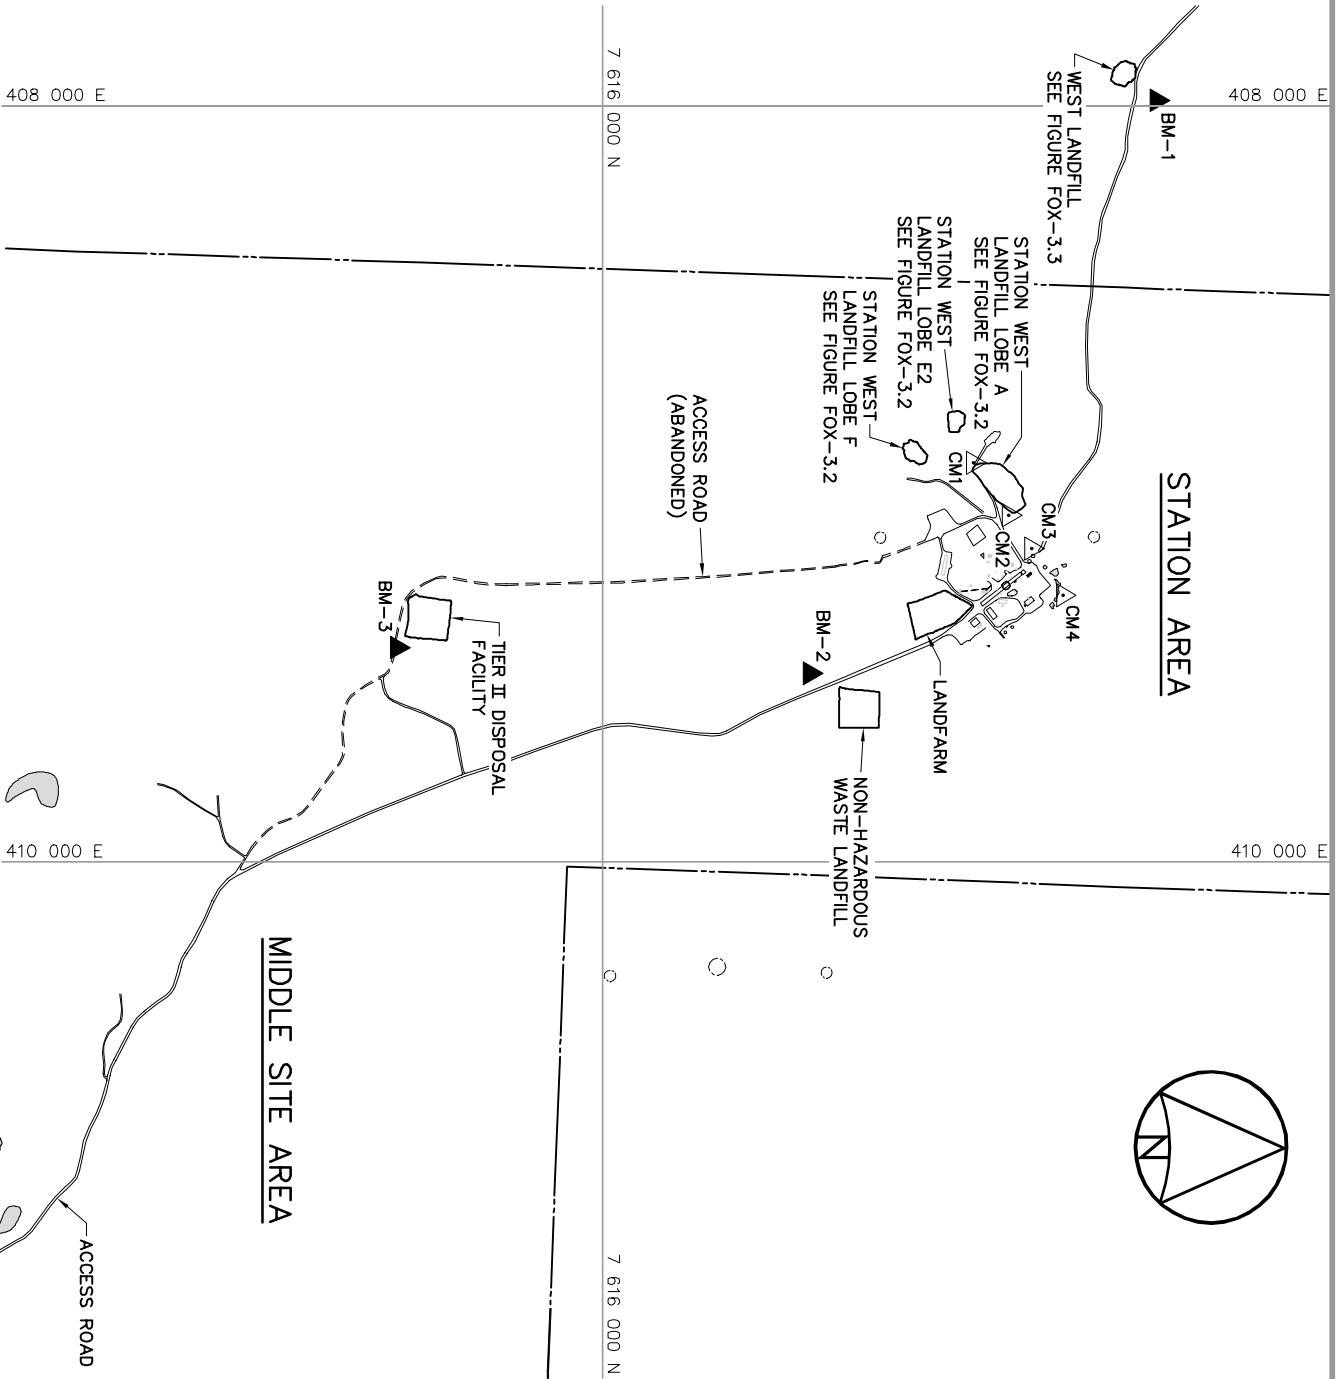 408 000 E
408 000 E
7 616 000 N
WEST LANDFILL
SEE FIGURE FOX-3.3
BM-1
STATION WEST
LANDFILL LOBE A
SEE FIGURE FOX-3.2
STATION WEST
LANDFILL LOBE E2
SEE FIGURE FOX-3.2
STATION WEST
LANDFILL LOBE F
SEE FIGURE FOX-3.2
ACCESS ROAD
(ABANDONED)
STATION AREA
CM1
CM2
CM3
CM4
BM-3
BM-2
TIER II DISPOSAL
FACILITY
LANDFARM
NON-HAZARDOUS
WASTE LANDFILL
410 000 E
410 000 E
MIDDLE SITE AREA
N
ACCESS ROAD
7 616 000 N